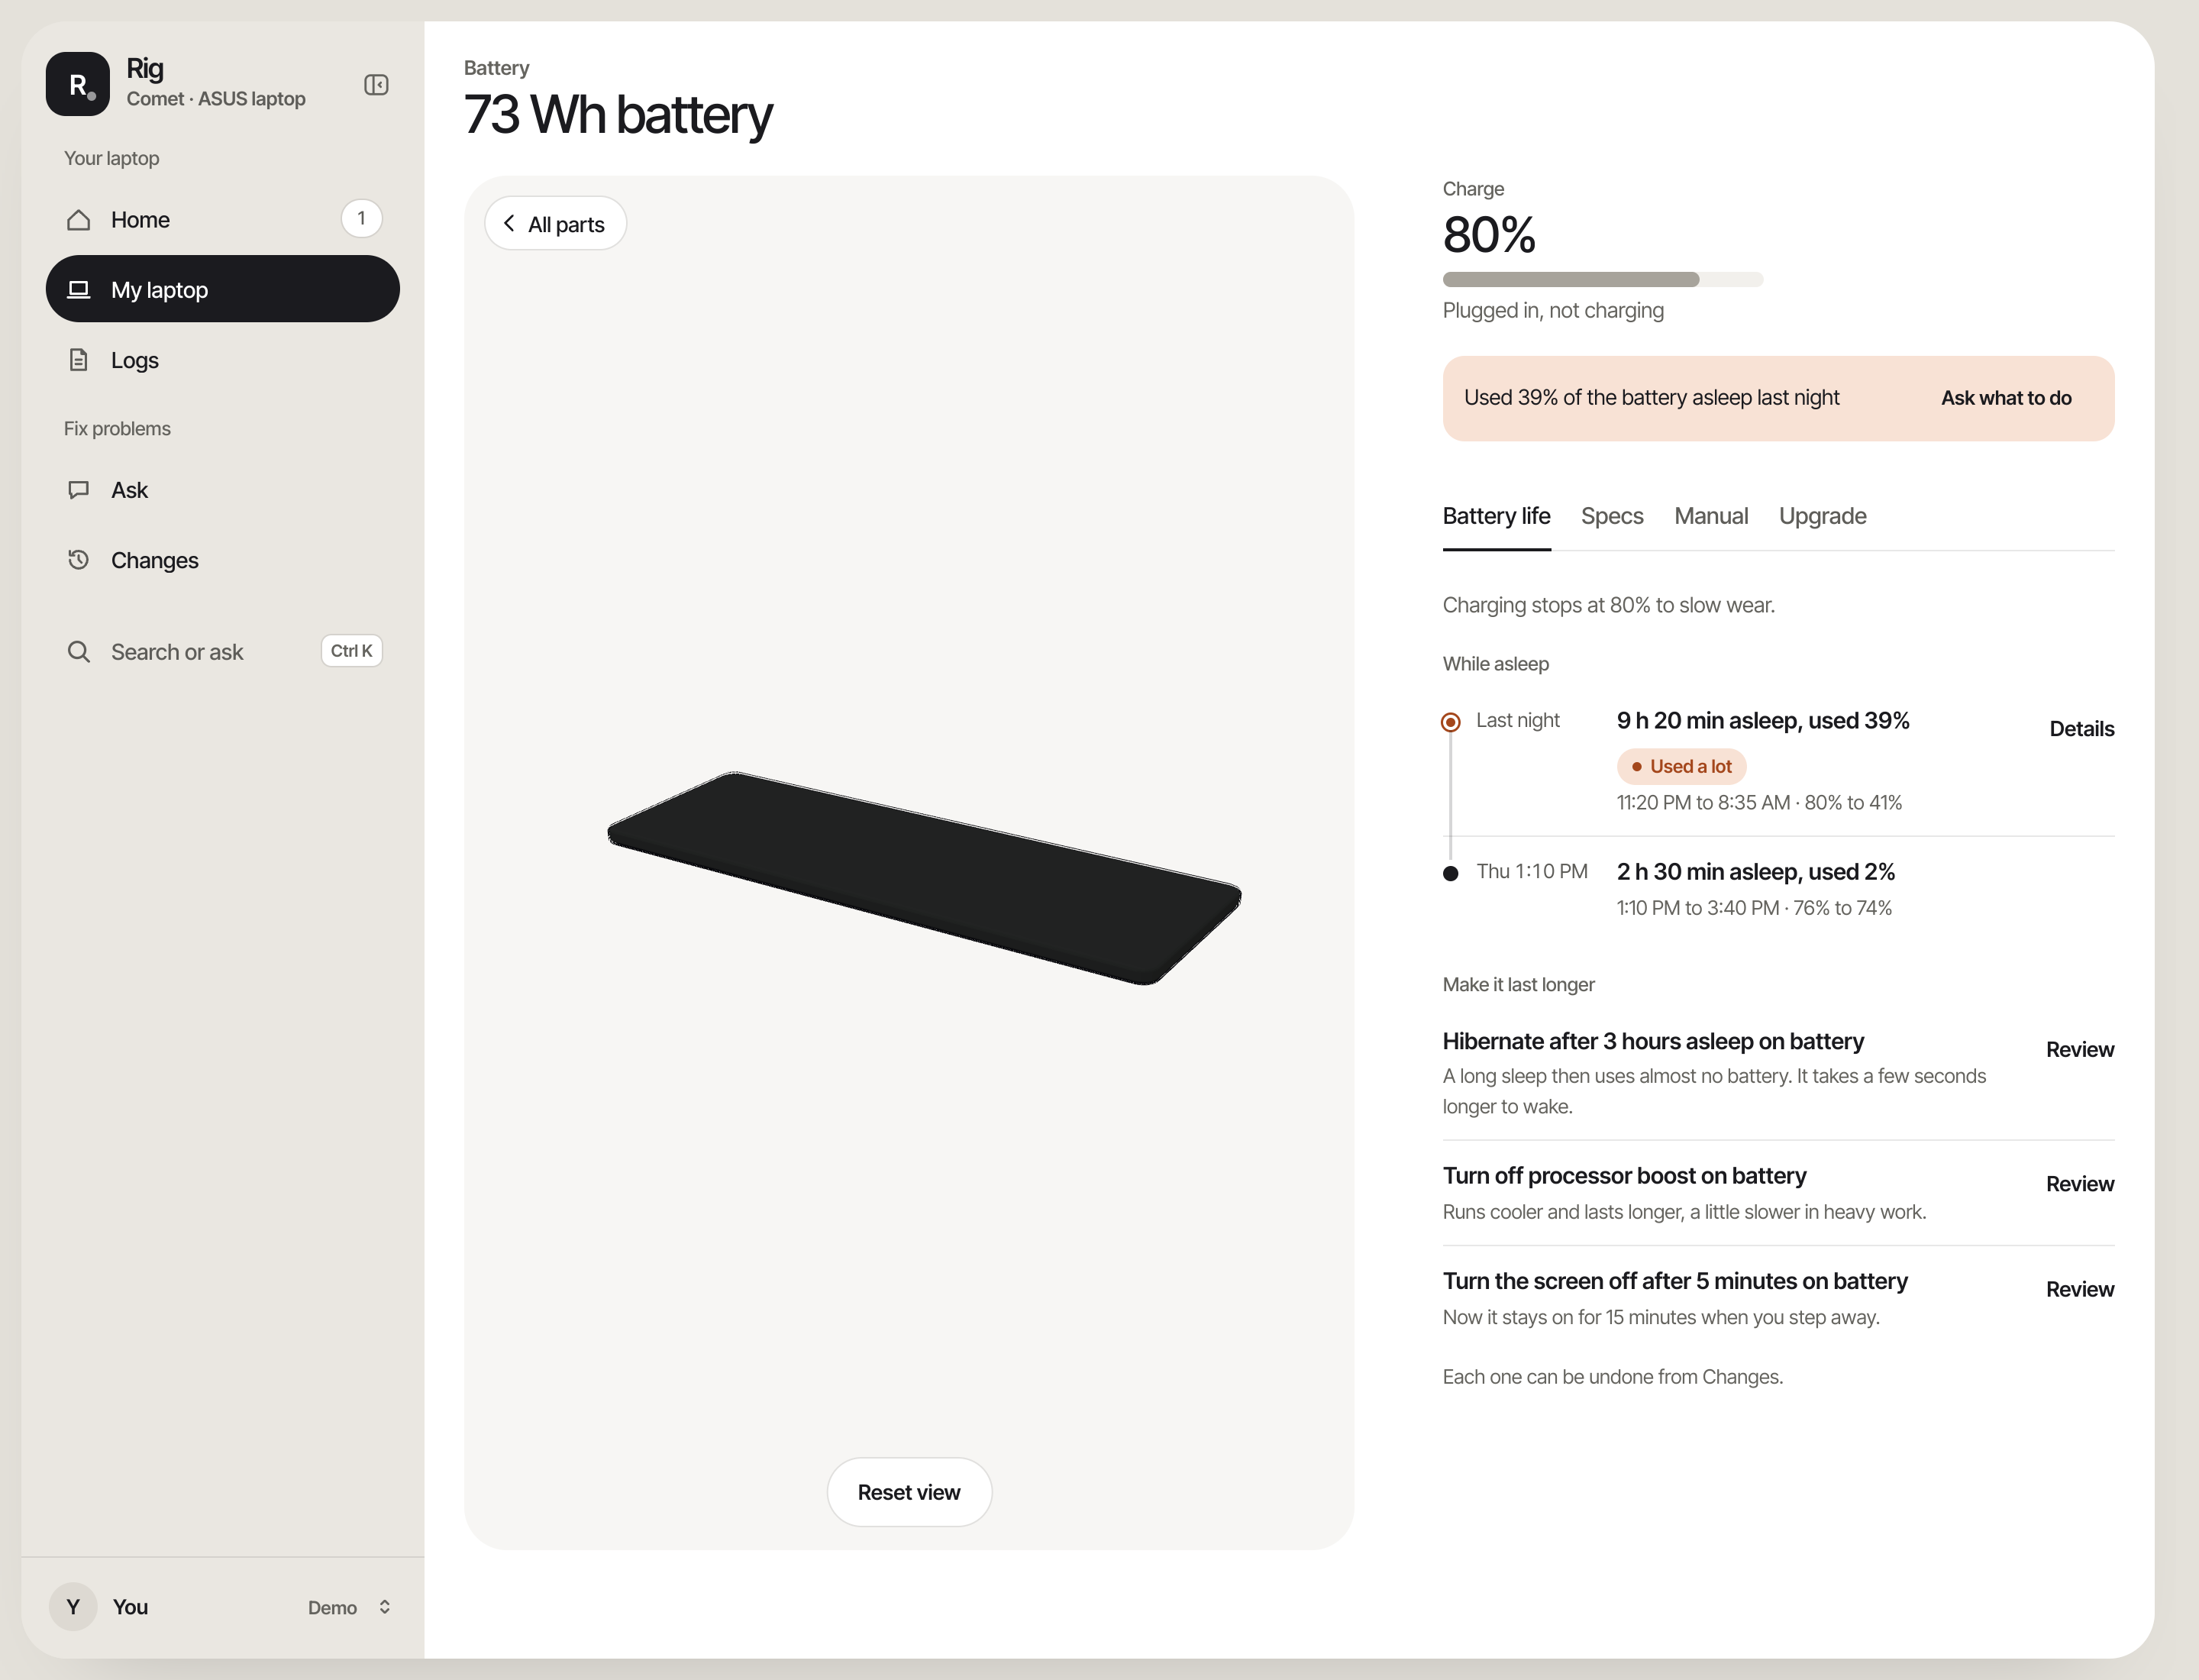 R
Rig
Comet · ASUS laptop
Your laptop
Home
1
My laptop
Logs
Fix problems
Ask
Changes
Search or ask
Ctrl K
Y
You
Demo
Battery
73 Wh battery
All parts
Reset view
Charge
80%
Plugged in, not charging
Used 39% of the battery asleep last night
Ask what to do
Battery life
Specs
Manual
Upgrade
Charging stops at 80% to slow wear.
While asleep
Last night
9 h 20 min asleep, used 39%
Details
Used a lot
11:20 PM to 8:35 AM · 80% to 41%
Thu 1:10 PM
2 h 30 min asleep, used 2%
1:10 PM to 3:40 PM · 76% to 74%
Make it last longer
Hibernate after 3 hours asleep on battery
Review
A long sleep then uses almost no battery. It takes a few seconds
longer to wake.
Turn off processor boost on battery
Review
Runs cooler and lasts longer, a little slower in heavy work.
Turn the screen off after 5 minutes on battery
Review
Now it stays on for 15 minutes when you step away.
Each one can be undone from Changes.